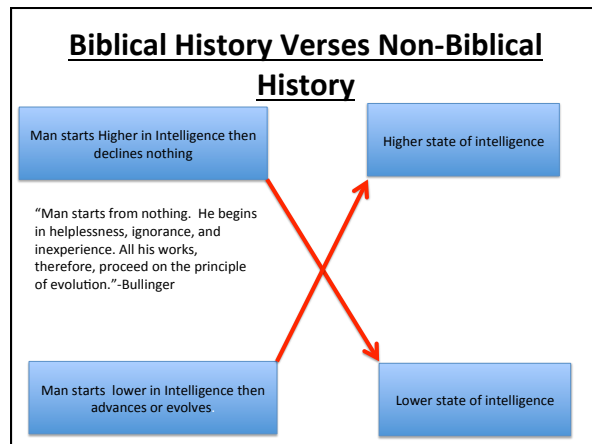 Biblical History Verses Non-Biblical
History
Man starts Higher in Intelligence then
declines nothing
Higher state of intelligence
“Man starts from nothing.  He begins
in helplessness, ignorance, and
inexperience. All his works,
therefore, proceed on the principle
of evolution.”-Bullinger
Man starts  lower in Intelligence then
advances or evolves.
Lower state of intelligence